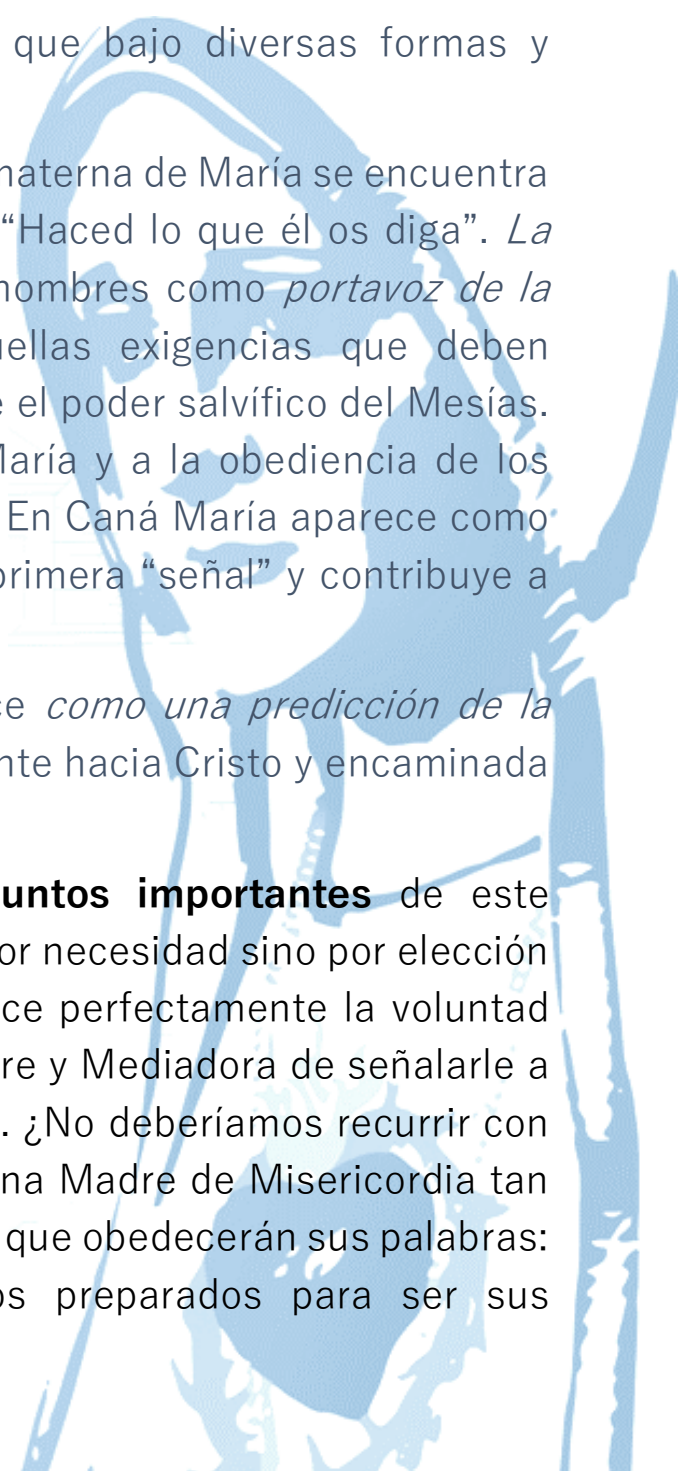 que bajo diversas formas y
materna de María se encuentra
“Haced lo que él os diga”. La
hombres como portavoz de la
uellas exigencias que deben
e el poder salvífico del Mesías.
María y a la obediencia de los
En Caná María aparece como
primera “señal” y contribuye a
ce como una predicción de la
nte hacia Cristo y encaminada
untos importantes de este
or necesidad sino por elección
ce perfectamente la voluntad
re y Mediadora de señalarle a
. ¿No deberíamos recurrir con
na Madre de Misericordia tan
que obedecerán sus palabras:
os preparados para ser sus